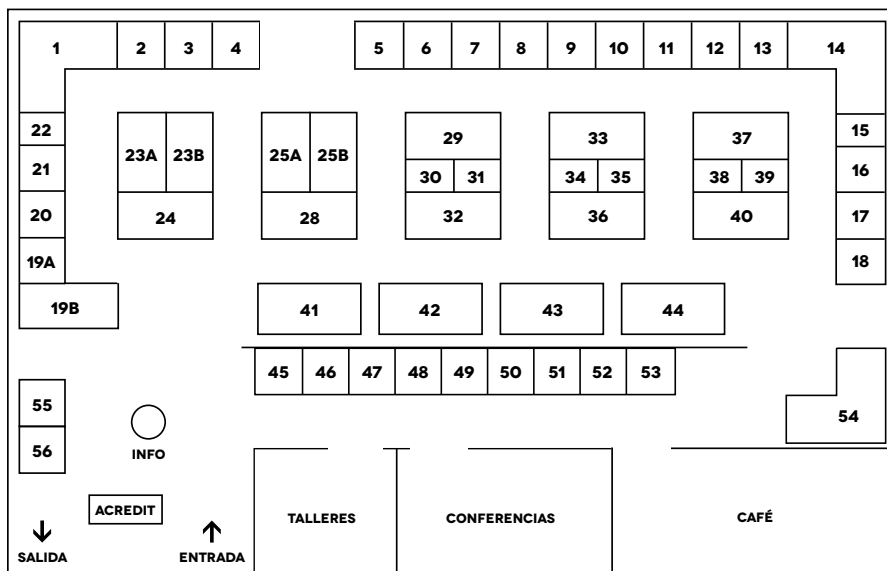 1 2 3 4 5 6 7 8 9 10 11 12 13 14
22 23A 23B 25A 25B 29 33 37 15
21 30 31 34 35 38 39 16
20 24 28 32 36 40 17
19A 18
19B 41 42 43 44
45 46 47 48 49 50 51 52 53
55 54
56 INFO
ACREDIT TALLERES CONFERENCIAS CAFÉ
SALIDA ENTRADA